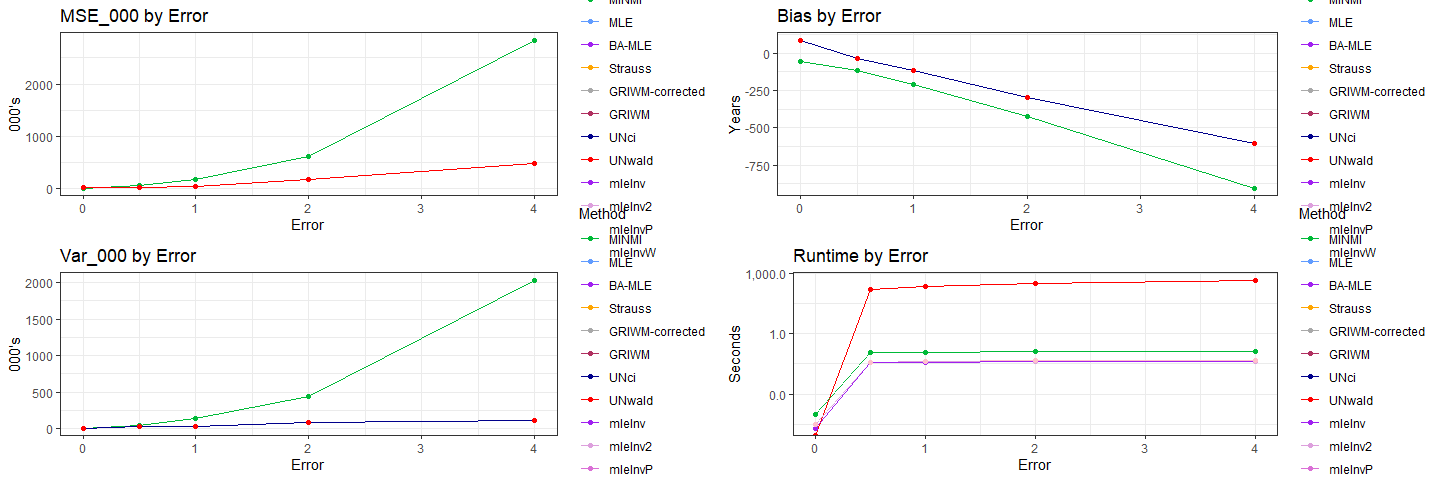 MSE_000 by Error
000's
2000
1000
0
0
1
2
3
4
Error
MINMI
MLE
BA-MLE
Strauss
GRIWM-corrected
GRIWM
UNci
UNwald
mleInv
mleInv2
mleInvP
mleInvW
Bias by Error
Years
0
-250
-500
-750
0
1
2
3
4
Error
MINMI
MLE
BA-MLE
Strauss
GRIWM-corrected
GRIWM
UNci
UNwald
mleInv
mleInv2
mleInvP
mleInvW
Var_000 by Error
000's
2000
1500
1000
500
0
0
1
2
3
4
Error
Method
MINMI
MLE
BA-MLE
Strauss
GRIWM-corrected
GRIWM
UNci
UNwald
mleInv
mleInv2
mleInvP
Runtime by Error
Seconds
1,000.0
1.0
0.0
0
1
2
3
4
Error
Method
MINMI
MLE
BA-MLE
Strauss
GRIWM-corrected
GRIWM
UNci
UNwald
mleInv
mleInv2
mleInvP